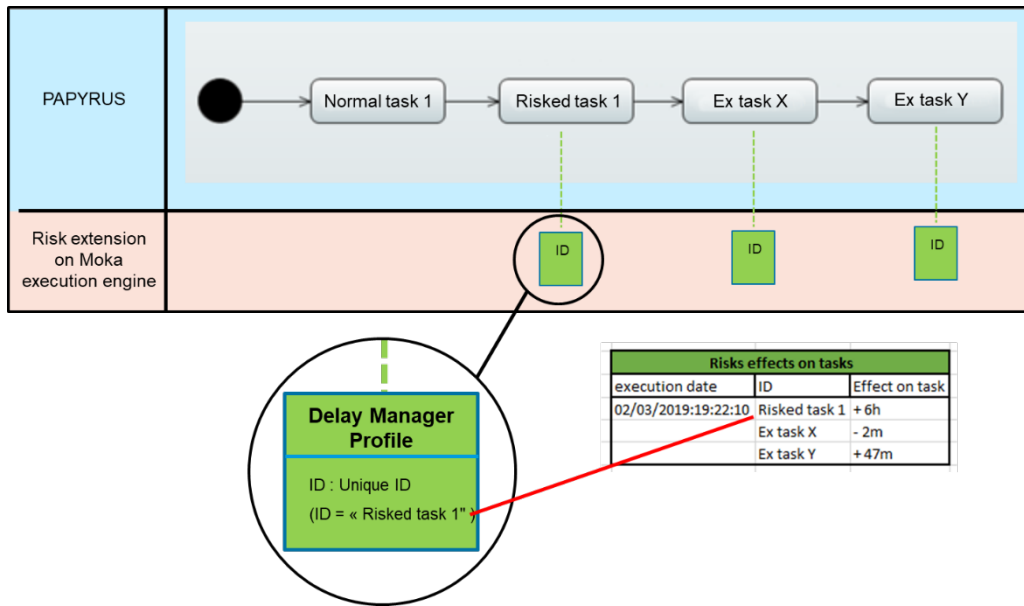 PAPYRUS
Normal task 1
Risked task 1
Ex task X
Ex task Y
Risk extension
on Moka
execution engine
ID
ID
ID
Delay Manager
Profile
ID : Unique ID
(ID = « Risked task 1" )
Risks effects on tasks
execution date ID Effect on task
02/03/2019:19:22:10 Risked task 1 + 6h
Ex task X - 2m
Ex task Y + 47m